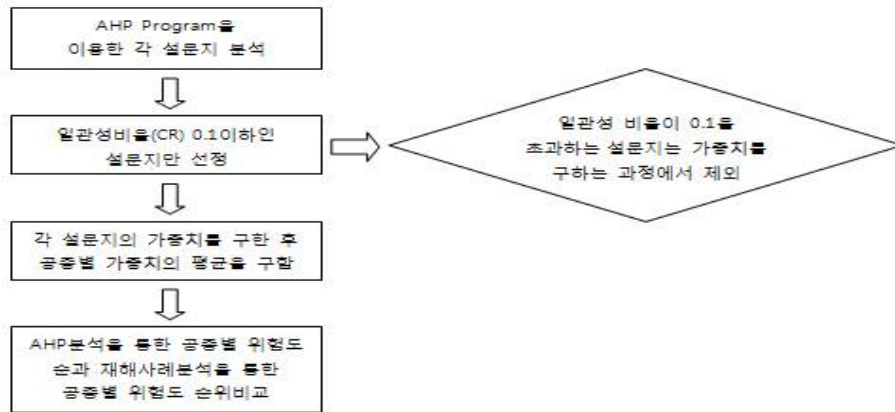 AHP Program을
이용한 각 설문지 분석
일관성비율(CR) 0.1이하인
설문지만 선정
일관성 비율이 0.1을
초과하는 설문지는 가중치를
구하는 과정에서 제외
각 설문지의 가중치를 구한 후
공종별 가중치의 평균을 구함
AHP분석을 통한 공종별 위험도
순과 재해사례분석을 통한
공종별 위험도 순위비교